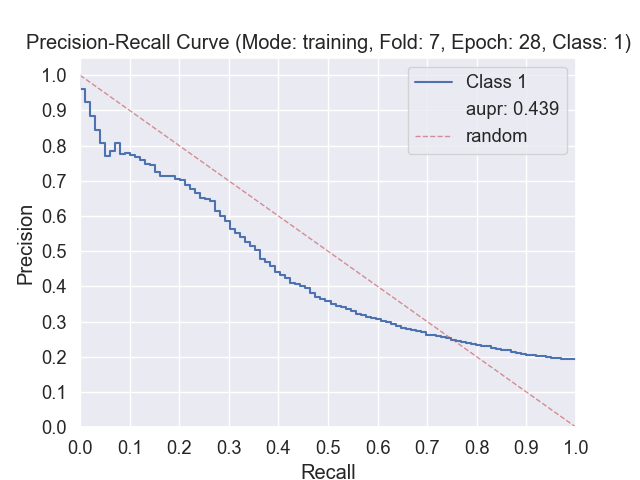 Precision-Recall Curve (Mode: training, Fold: 7, Epoch: 28, Class: 1)
1.0
0.9
0.8
0.7
0.6
0.5
0.4
0.3
0.2
0.1
0.0
Precision
Class 1
aupr: 0.439
random
0.0 0.1 0.2 0.3 0.4 0.5 0.6 0.7 0.8 0.9 1.0
Recall